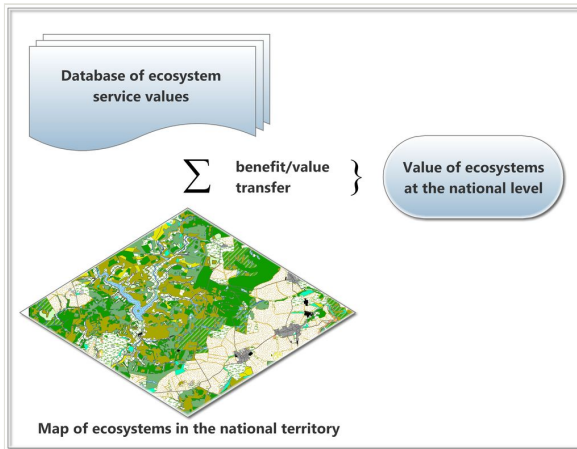 Database of ecosystem
service values
∑ benefit/value }
transfer
Value of ecosystems
at the national level
Map of ecosystems in the national territory